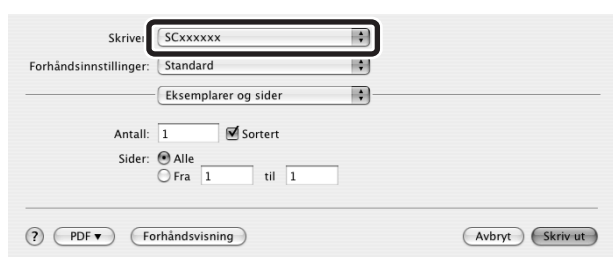 Skriver: SCxxxxxx
Forhåndsinnstillinger: Standard
Eksemplarer og sider
Antall: 1 Sortert
Sider: Alle
Fra 1 til 1
? PDF Forhåndsvisning Avbryt Skriv ut